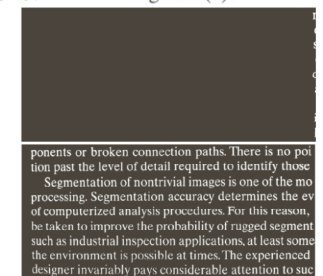 ponents or broken connection paths. There is no poi
tion past the level of detail required to identify those
Segmentation of nontrivial images is one of the mo
processing. Segmentation accuracy determines the ev
of computerized analysis procedures. For this reason,
be taken to improve the probability of rugged segment
such as industrial inspection applications, at least some
the environment is possible at times. The experienced
designer invariably pays considerable attention to suc